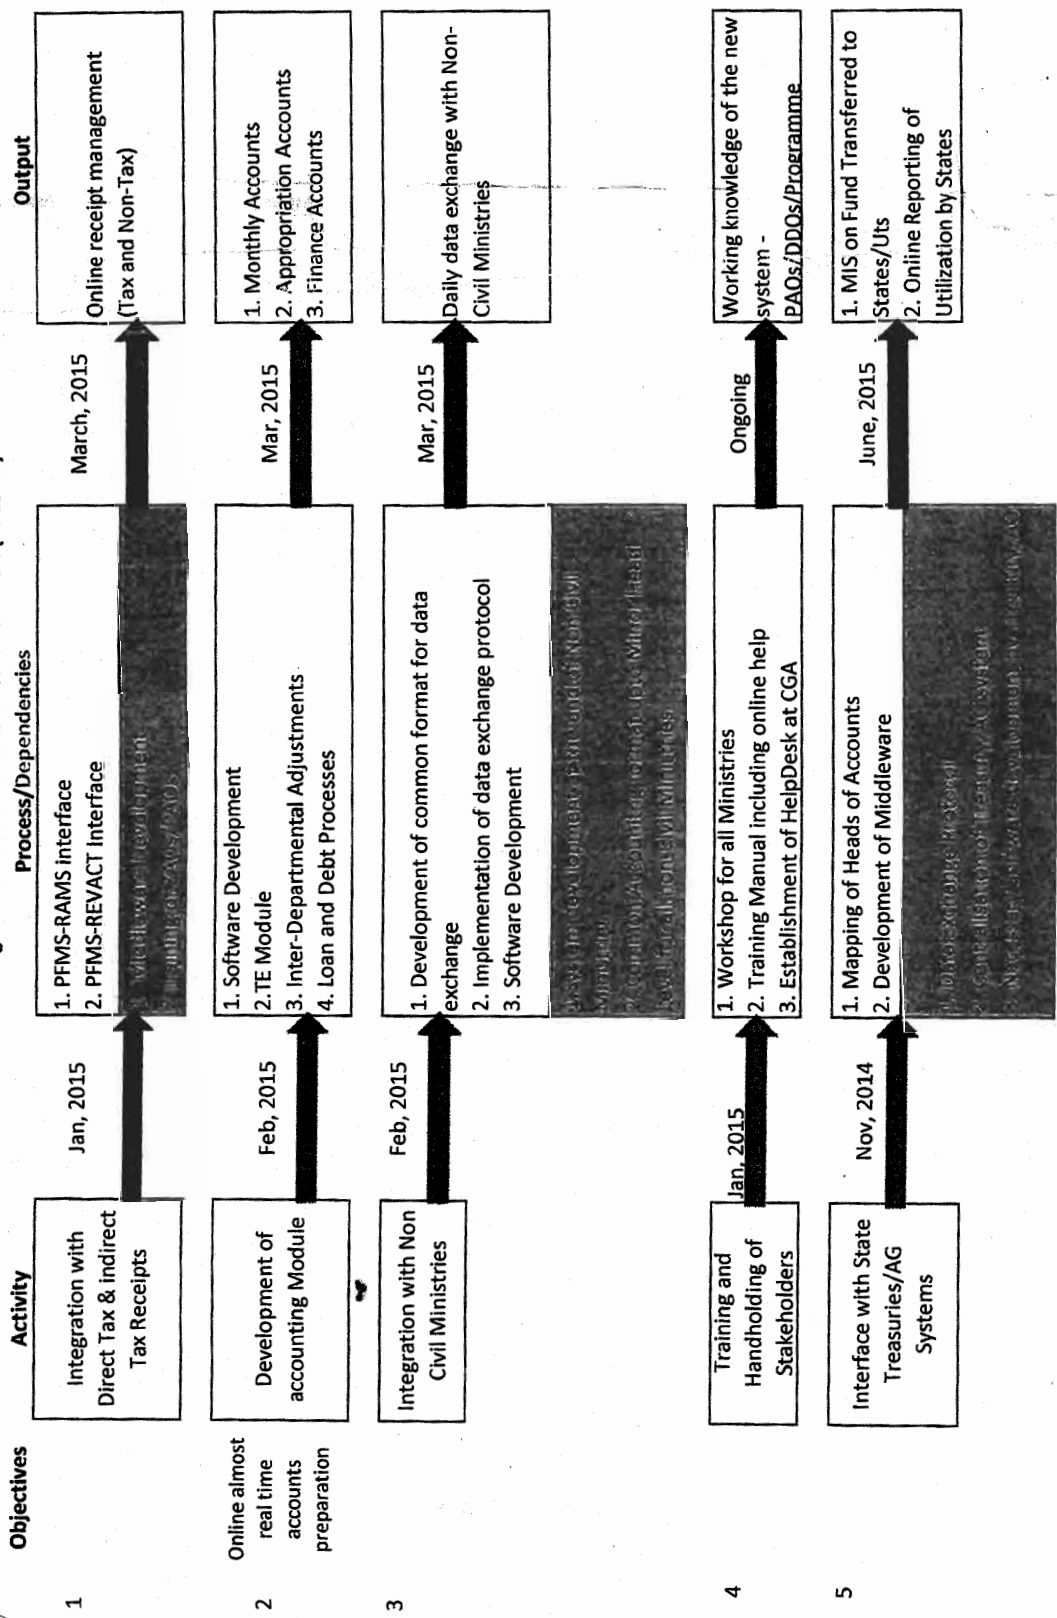 Objectives
Activity
Process/Dependencies
Output
1
Integration with
Direct Tax & indirect
Tax Receipts
Jan, 2015
1. PFMS-RAMS interface
2. PFMS-REVACT Interface
Middleware Development
March, 2015
Online receipt management
(Tax and Non-Tax)
2
Online almost
real time
accounts
preparation
Development of
accounting Module
Feb, 2015
1. Software Development
2.TE Module
3. Inter-Departmental Adjustments
4. Loan and Debt Processes
Mar, 2015
1. Monthly Accounts
2. Appropriation Accounts
3. Finance Accounts
3
Integration with Non
Civil Ministries
Feb, 2015
1. Development of common format for data
exchange
2. Implementation of data exchange protocol
3. Software Development
Mar, 2015
Daily data exchange with Non-
Civil Ministries
4
Training and
Handholding of
Stakeholders
Jan, 2015
1. Workshop for all Ministries
2. Training Manual including online help
3. Establishment of HelpDesk at CGA
Ongoing
Working knowledge of the new
system -
PAOs/DDOs/Programme
5
Interface with State
Treasuries/AG
Systems
Nov, 2014
1. Mapping of Heads of Accounts
2. Development of Middleware
June, 2015
1. MIS on Fund Transferred to
States/Uts
2. Online Reporting of
Utilization by States